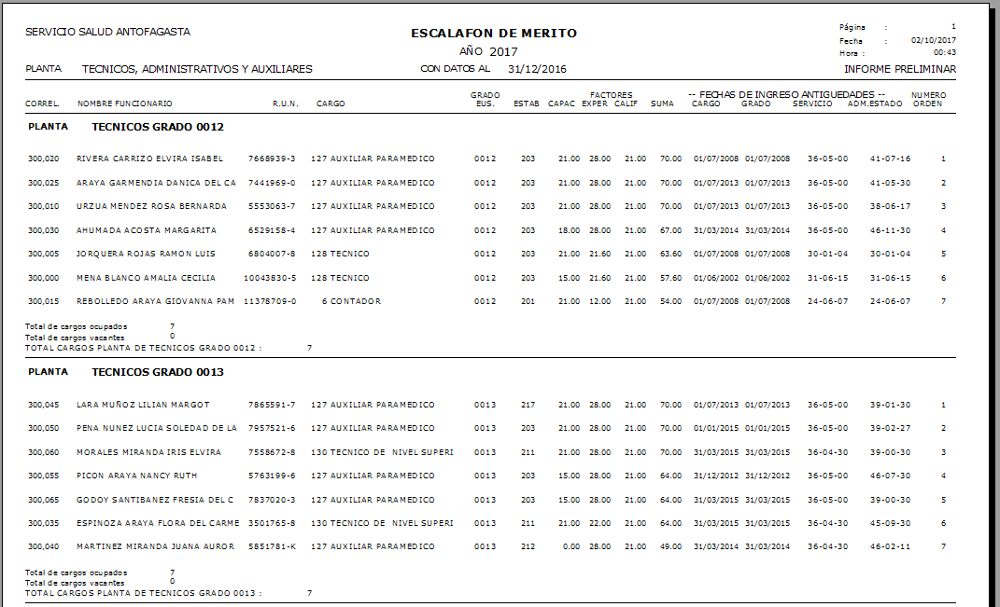 SERVICIO SALUD ANTOFAGASTA ESCALAFON DE MERITO Página : 1
AÑO 2017 Fecha : 02/10/2017
Hora : 00:43
PLANTA TECNICOS, ADMINISTRATIVOS Y AUXILIARES CON DATOS AL 31/12/2016 INFORME PRELIMINAR
GRADO FACTORES -- FECHAS DE INGRESO ANTIGUEDADES -- NUMERO
CORREL. NOMBRE FUNCIONARIO R.U.N. CARGO EUS. ESTAB CAPAC EXPER CALIF SUMA CARGO GRADO SERVICIO ADM.ESTADO ORDEN
PLANTA TECNICOS GRADO 0012
300,020 RIVERA CARRIZO ELVIRA ISABEL 7668939-3 127 AUXILIAR PARAMEDICO 0012 203 21.00 28.00 21.00 70.00 01/07/2008 01/07/2008 36-05-00 41-07-16 1
300,025 ARAYA GARMENDIA DANICA DEL CA 7441969-0 127 AUXILIAR PARAMEDICO 0012 203 21.00 28.00 21.00 70.00 01/07/2013 01/07/2013 36-05-00 41-05-30 2
300,010 URZUA MENDEZ ROSA BERNARDA 5553063-7 127 AUXILIAR PARAMEDICO 0012 203 21.00 28.00 21.00 70.00 01/07/2013 01/07/2013 36-05-00 38-06-17 3
300,030 AHUMADA ACOSTA MARGARITA 6529158-4 127 AUXILIAR PARAMEDICO 0012 203 18.00 28.00 21.00 67.00 31/03/2014 31/03/2014 36-05-00 46-11-30 4
300,005 JORQUERA ROJAS RAMON LUIS 6804007-8 128 TECNICO 0012 203 21.00 21.60 21.00 63.60 01/07/2008 01/07/2008 30-01-04 30-01-04 5
300,000 MENA BLANCO AMALIA CECILIA 10043830-5 128 TECNICO 0012 203 15.00 21.60 21.00 57.60 01/06/2002 01/06/2002 31-06-15 31-06-15 6
300,015 REBOLLEDO ARAYA GIOVANNA PAM 11378709-0 6 CONTADOR 0012 201 21.00 12.00 21.00 54.00 01/07/2008 01/07/2008 24-06-07 24-06-07 7
Total de cargos ocupados 7
Total de cargos vacantes 0
TOTAL CARGOS PLANTA DE TECNICOS GRADO 0012 : 7
PLANTA TECNICOS GRADO 0013
300,045 LARA MUÑOZ LILIAN MARGOT 7865591-7 127 AUXILIAR PARAMEDICO 0013 217 21.00 28.00 21.00 70.00 01/07/2013 01/07/2013 36-05-00 39-01-30 1
300,050 PENA NUNEZ LUCIA SOLEDAD DE LA 7957521-6 127 AUXILIAR PARAMEDICO 0013 203 21.00 28.00 21.00 70.00 01/01/2015 01/01/2015 36-05-00 39-02-27 2
300,060 MORALES MIRANDA IRIS ELVIRA 7558672-8 130 TECNICO DE NIVEL SUPERI 0013 211 21.00 28.00 21.00 70.00 31/03/2015 31/03/2015 36-04-30 39-00-30 3
300,055 PICON ARAYA NANCY RUTH 5763199-6 127 AUXILIAR PARAMEDICO 0013 203 15.00 28.00 21.00 64.00 31/12/2012 31/12/2012 36-05-00 46-07-30 4
300,065 GODOY SANTIBANEZ FRESIA DEL C 7837020-3 127 AUXILIAR PARAMEDICO 0013 203 15.00 28.00 21.00 64.00 31/03/2015 31/03/2015 36-05-00 39-00-30 5
300,035 ESPINOZA ARAYA FLORA DEL CARME 3501765-8 130 TECNICO DE NIVEL SUPERI 0013 211 21.00 22.00 21.00 64.00 31/03/2015 31/03/2015 36-04-30 45-09-30 6
300,040 MARTINEZ MIRANDA JUANA AUROR 5851781-K 127 AUXILIAR PARAMEDICO 0013 212 0.00 28.00 21.00 49.00 31/03/2014 31/03/2014 36-04-30 46-02-11 7
Total de cargos ocupados 7
Total de cargos vacantes 0
TOTAL CARGOS PLANTA DE TECNICOS GRADO 0013 : 7